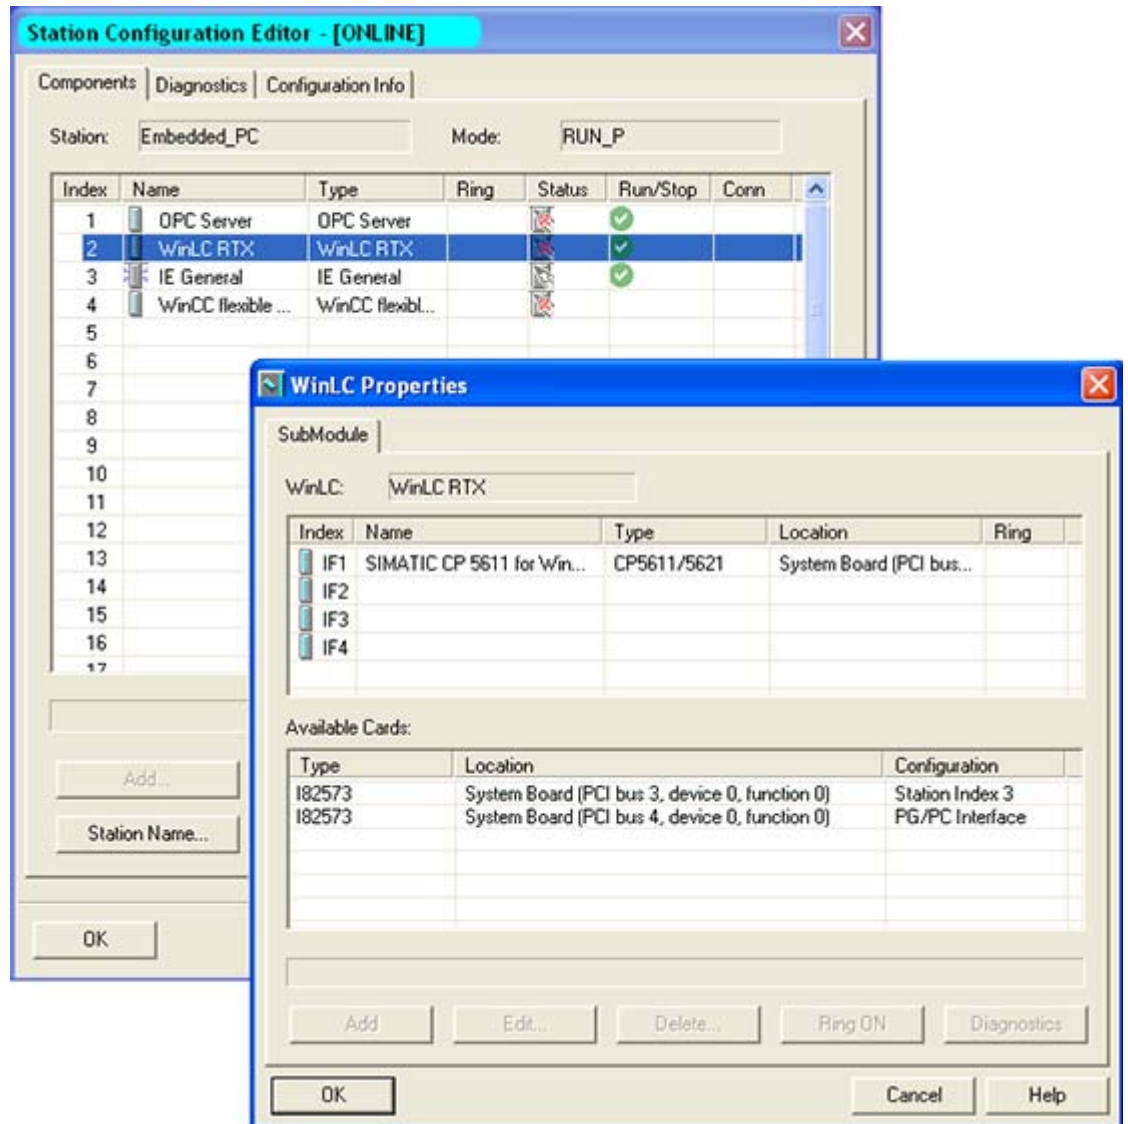 Station Configuration Editor - [ONLINE]
Components Diagnostics Configuration Info
Station: Embedded_PC Mode: RUN_P
Index Name Type Ring Status Run/Stop Conn
1 OPC Server OPC Server
2 WinLC RTX WinLC RTX
3 IE General IE General
4 WinCC flexible ... WinCC flexibl...
5
6
7
8
9
10
11
12
13
14
15
16
17
Add...
Station Name...
OK
WinLC Properties
SubModule
WinLC: WinLC RTX
Index Name Type Location Ring
IF1 SIMATIC CP 5611 for Win... CP5611/5621 System Board (PCI bus...
IF2
IF3
IF4
Available Cards:
Type Location Configuration
I82573 System Board (PCI bus 3, device 0, function 0) Station Index 3
I82573 System Board (PCI bus 4, device 0, function 0) PG/PC Interface
Add Edit... Delete... Ring ON Diagnostics
OK Cancel Help